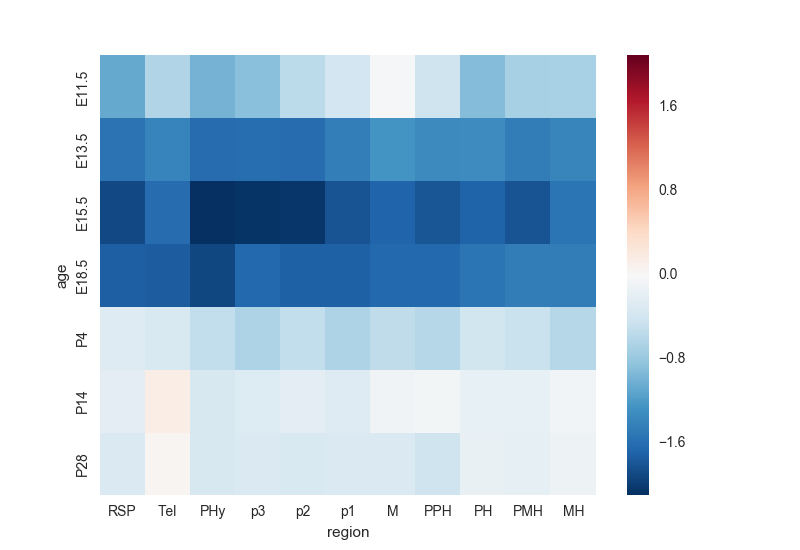 E11.5
E13.5
E15.5
E18.5
P4
P14
P28
age
RSP Tel PHy p3 p2 p1 M PPH PH PMH MH
region
1.6
0.8
0.0
−0.8
−1.6